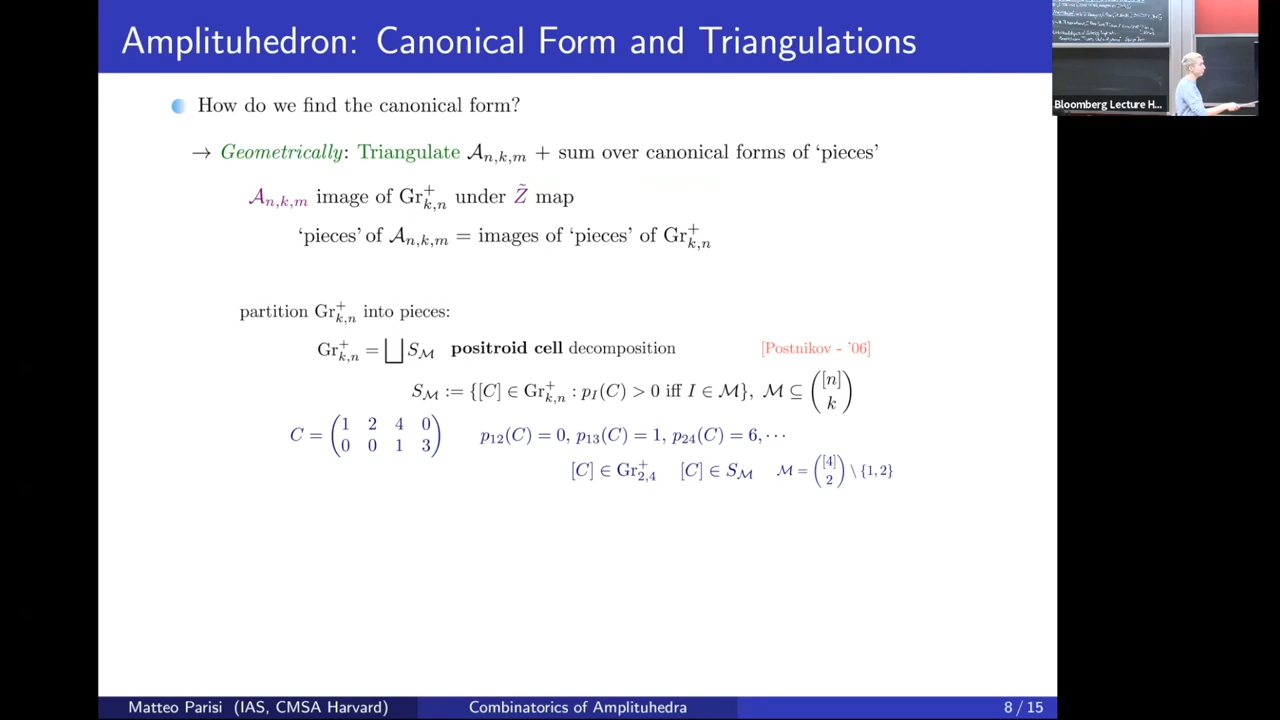 Amplituhedron: Canonical Form and Triangulations
How do we find the canonical form?
→ Geometrically: Triangulate 𝒜ₙ,ₖ,ₘ + sum over canonical forms of ‘pieces’
𝒜ₙ,ₖ,ₘ image of Gr⁺ₖ,ₙ under Z̃ map
‘pieces’ of 𝒜ₙ,ₖ,ₘ = images of ‘pieces’ of Gr⁺ₖ,ₙ
partition Gr⁺ₖ,ₙ into pieces:
Gr⁺ₖ,ₙ = ⨆ S_ℳ positroid cell decomposition [Postnikov - '06]
S_ℳ := {[C] ∈ Gr⁺ₖ,ₙ : p_I(C) > 0 iff I ∈ ℳ}, ℳ ⊆ ([n] k)
C = (1 2 4 0
0 0 1 3) p₁₂(C) = 0, p₁₃(C) = 1, p₂₄(C) = 6, ⋯
[C] ∈ Gr⁺₂,₄ [C] ∈ S_ℳ ℳ = ([4] 2) \ {1, 2}
Matteo Parisi (IAS, CMSA Harvard) Combinatorics of Amplituhedra 8 / 15
Bloomberg Lecture H...